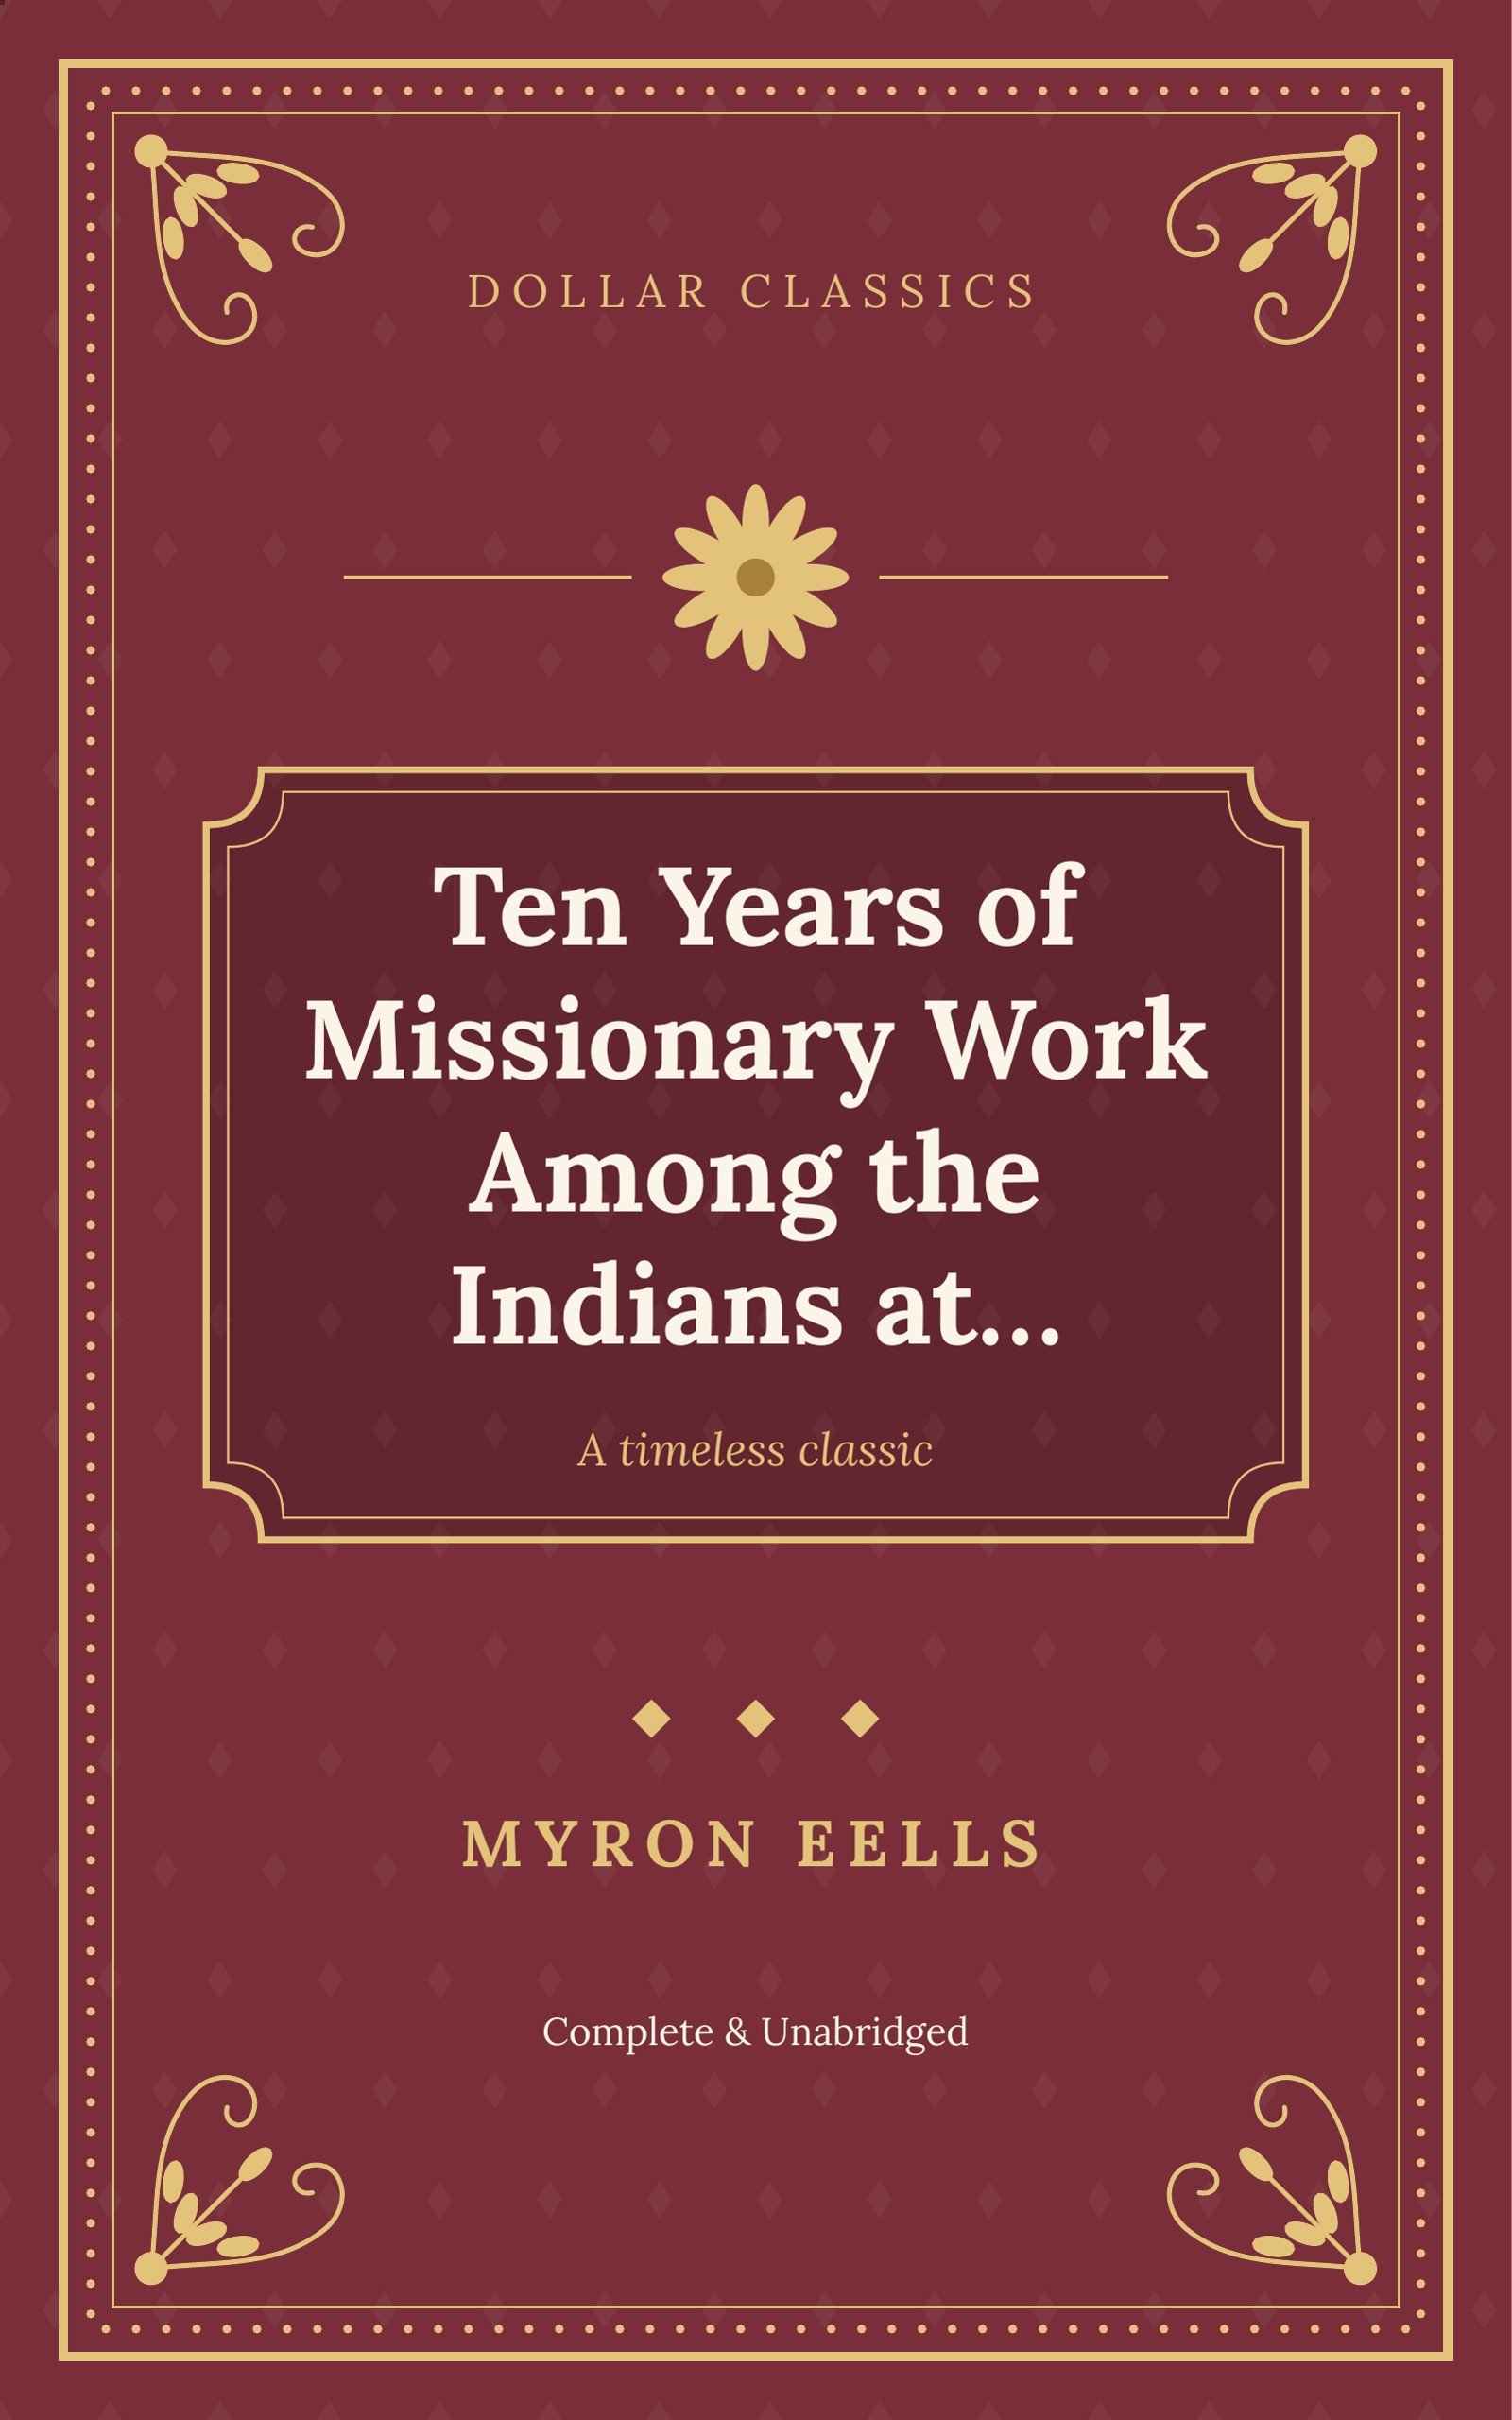 DOLLAR CLASSICS
Ten Years of
Missionary Work
Among the
Indians at...
A timeless classic
MYRON EELLS
Complete & Unabridged